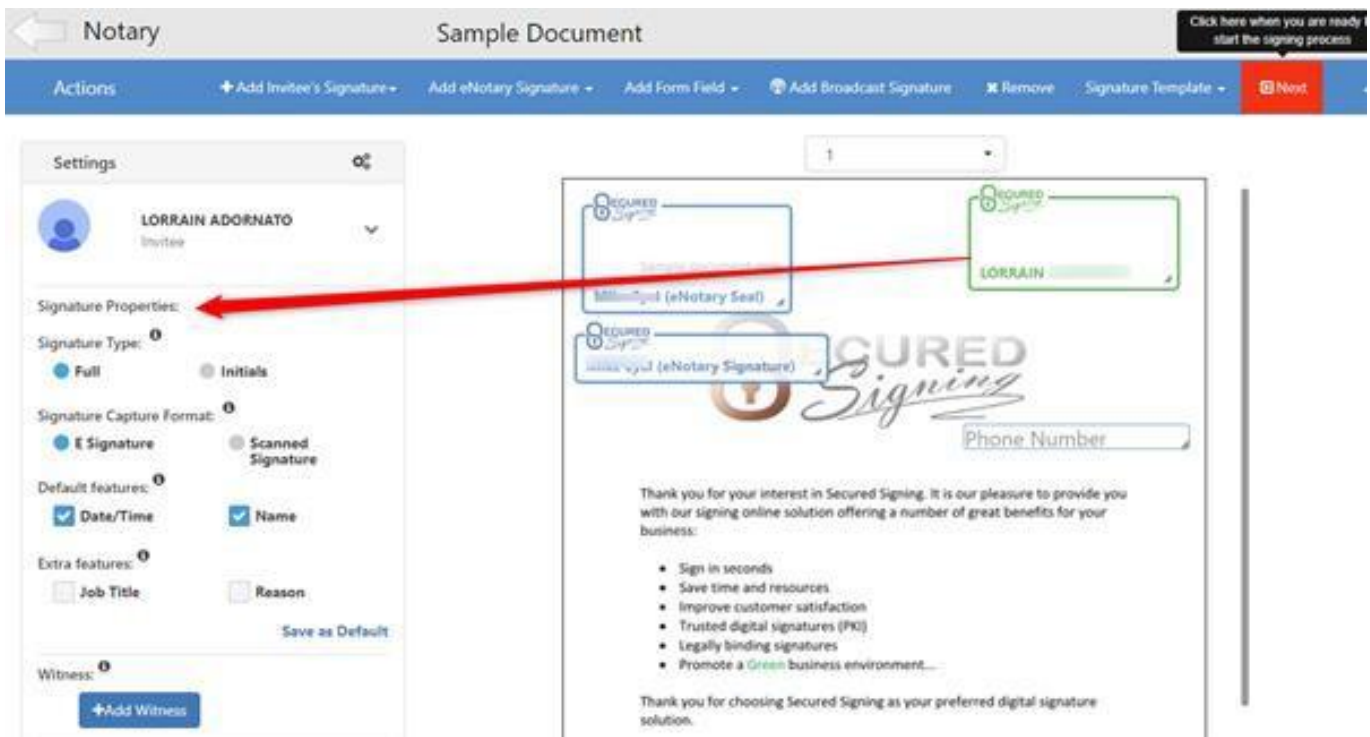 Notary
Sample Document
Click here when you are ready
start the signing process
Actions
Add Invitee's Signature
Add eNotary Signature
Add Form Field
Add Broadcast Signature
Remove
Signature Template
Next
Settings
LORRAIN ADORNATO
Invitee
Signature Properties:
Signature Type:
Full
Initials
Signature Capture Format:
E Signature
Scanned
Signature
Default features:
Date/Time
Name
Extra features:
Job Title
Reason
Save as Default
Witness:
+Add Witness
1
SECURED
Signing
(eNotary Seal)
SECURED
Signing
LORRAIN
SECURED
Signing
(eNotary Signature)
SECURED
Signing
Phone Number
Thank you for your interest in Secured Signing. It is our pleasure to provide you
with our signing online solution offering a number of great benefits for your
business:
• Sign in seconds
• Save time and resources
• Improve customer satisfaction
• Trusted digital signatures (PKI)
• Legally binding signatures
• Promote a Green business environment...
Thank you for choosing Secured Signing as your preferred digital signature
solution.